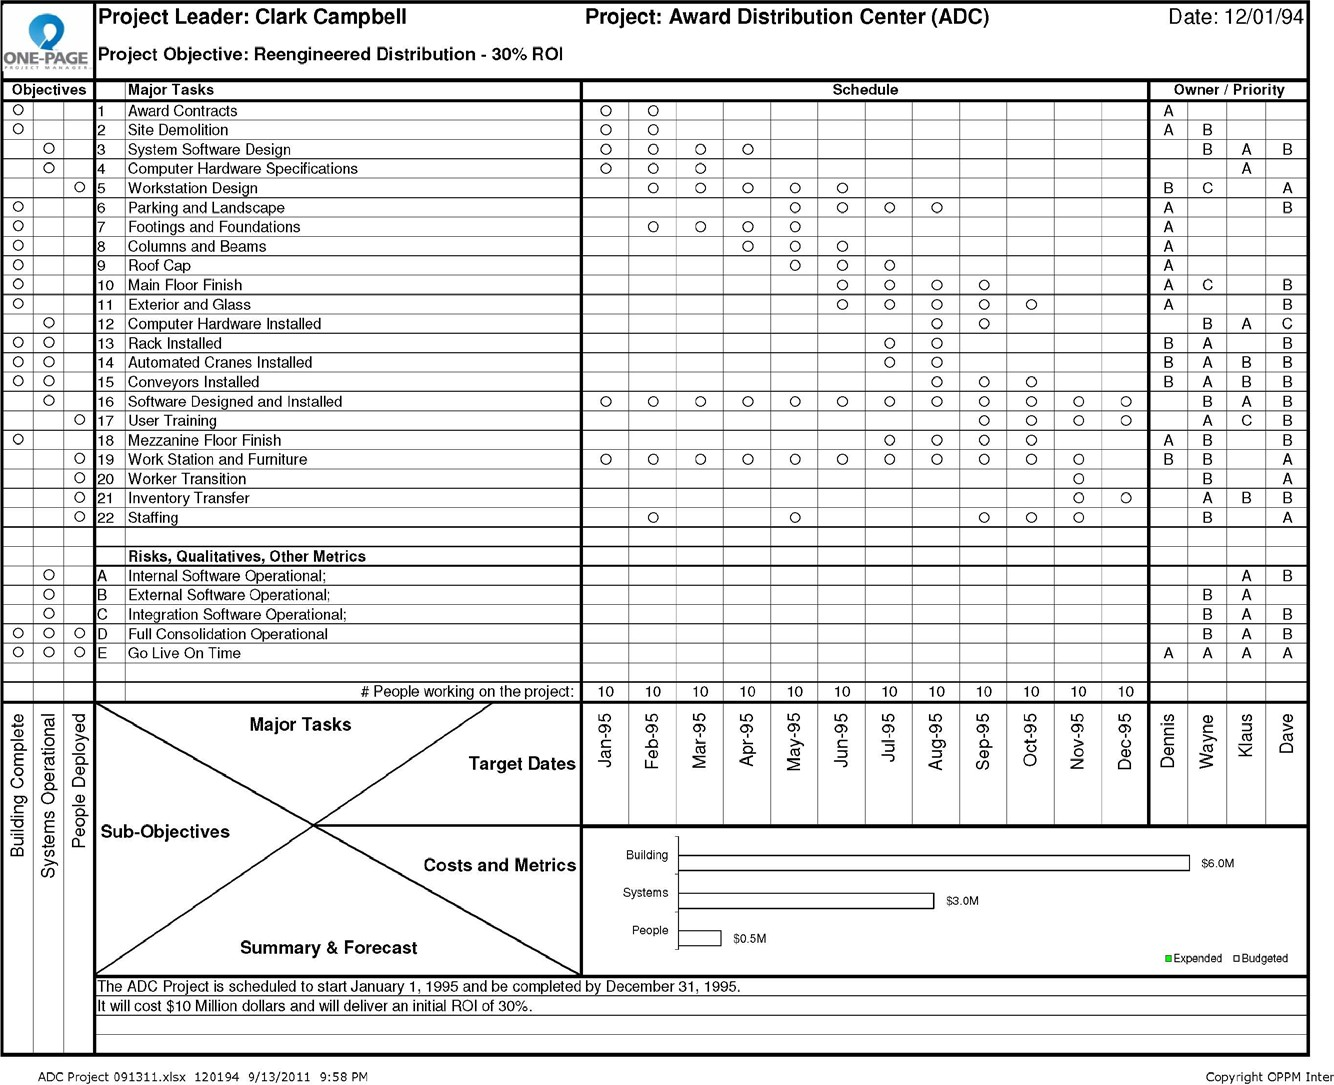 Project Leader: Clark Campbell Project: Award Distribution Center (ADC) Date: 12/01/94
ONE-PAGE
PROJECT MANAGER
Project Objective: Reengineered Distribution - 30% ROI
Objectives Major Tasks Schedule Owner / Priority
O 1 Award Contracts O O A
O 2 Site Demolition O O A B
O 3 System Software Design O O O O B A B
O 4 Computer Hardware Specifications O O O A
O 5 Workstation Design O O O O O B C A
O 6 Parking and Landscape O O O O A B
O 7 Footings and Foundations O O O O A
O 8 Columns and Beams O O O A
O 9 Roof Cap O O O A
O 10 Main Floor Finish O O O O A C B
O 11 Exterior and Glass O O O O O A B
O 12 Computer Hardware Installed O O B A C
O O 13 Rack Installed O O B A B
O O 14 Automated Cranes Installed O O B A B B
O O 15 Conveyors Installed O O O B A B B
O 16 Software Designed and Installed O O O O O O O O O O O O B A B
O 17 User Training O O O O A C B
O 18 Mezzanine Floor Finish O O O O A B B
O 19 Work Station and Furniture O O O O O O O O O O O B B A
O 20 Worker Transition O B A
O 21 Inventory Transfer O O A B B
O 22 Staffing O O O O O B A
Risks, Qualitatives, Other Metrics
O A Internal Software Operational; A B
O B External Software Operational; B A
O C Integration Software Operational; B A B
O O O D Full Consolidation Operational B A B
O O O E Go Live On Time A A A A
# People working on the project: 10 10 10 10 10 10 10 10 10 10 10 10
Building Complete Systems Operational People Deployed
Major Tasks
Target Dates
Jan-95 Feb-95 Mar-95 Apr-95 May-95 Jun-95 Jul-95 Aug-95 Sep-95 Oct-95 Nov-95 Dec-95 Dennis Wayne Klaus Dave
Sub-Objectives
Costs and Metrics
Summary & Forecast
Building $6.0M
Systems $3.0M
People $0.5M
Expended Budgeted
The ADC Project is scheduled to start January 1, 1995 and be completed by December 31, 1995.
It will cost $10 Million dollars and will deliver an initial ROI of 30%.
ADC Project 091311.xlsx 120194 9/13/2011 9:58 PM Copyright OPPM Inter